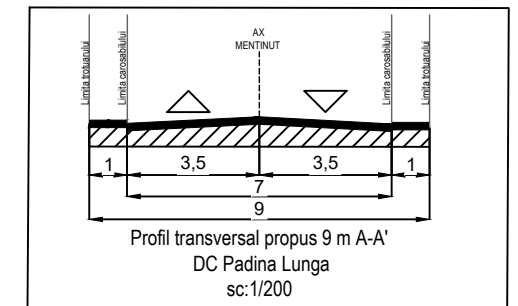 AX
MENTINUT
Limita trotuarului
Limita carosabilului
Limita carosabilului
Limita trotuarului
1
3,5
3,5
1
7
9
Profil transversal propus 9 m A-A'
DC Padina Lunga
sc:1/200